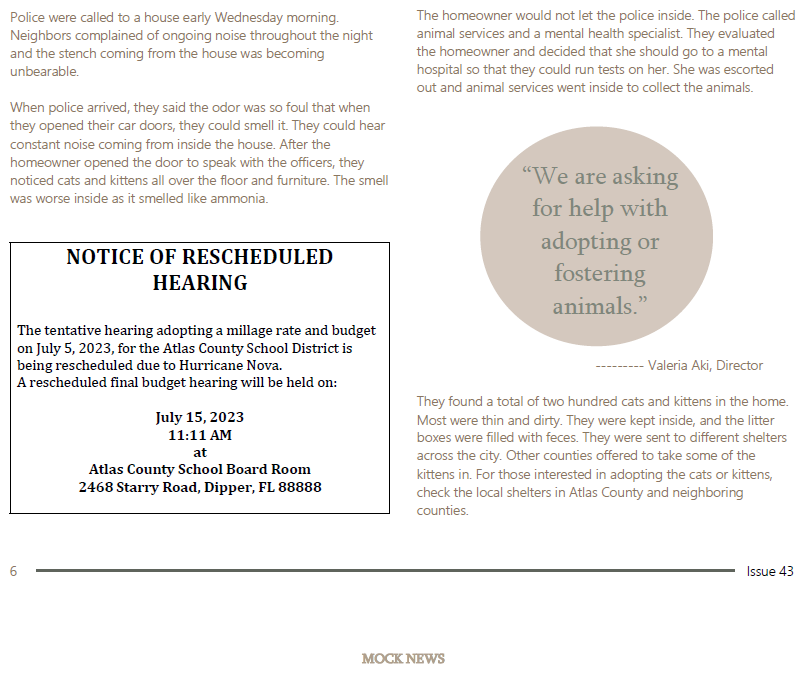 Police were called to a house early Wednesday morning.
Neighbors complained of ongoing noise throughout the night
and the stench coming from the house was becoming
unbearable.
When police arrived, they said the odor was so foul that when
they opened their car doors, they could smell it. They could hear
constant noise coming from inside the house. After the
homeowner opened the door to speak with the officers, they
noticed cats and kittens all over the floor and furniture. The smell
was worse inside as it smelled like ammonia.
NOTICE OF RESCHEDULED
HEARING
The tentative hearing adopting a millage rate and budget
on July 5, 2023, for the Atlas County School District is
being rescheduled due to Hurricane Nova.
A rescheduled final budget hearing will be held on:
July 15, 2023
11:11 AM
at
Atlas County School Board Room
2468 Starry Road, Dipper, FL 88888
The homeowner would not let the police inside. The police called
animal services and a mental health specialist. They evaluated
the homeowner and decided that she should go to a mental
hospital so that they could run tests on her. She was escorted
out and animal services went inside to collect the animals.
“We are asking
for help with
adopting or
fostering
animals.”
--------- Valeria Aki, Director
They found a total of two hundred cats and kittens in the home.
Most were thin and dirty. They were kept inside, and the litter
boxes were filled with feces. They were sent to different shelters
across the city. Other counties offered to take some of the
kittens in. For those interested in adopting the cats or kittens,
check the local shelters in Atlas County and neighboring
counties.
6
Issue 43
MOCK NEWS